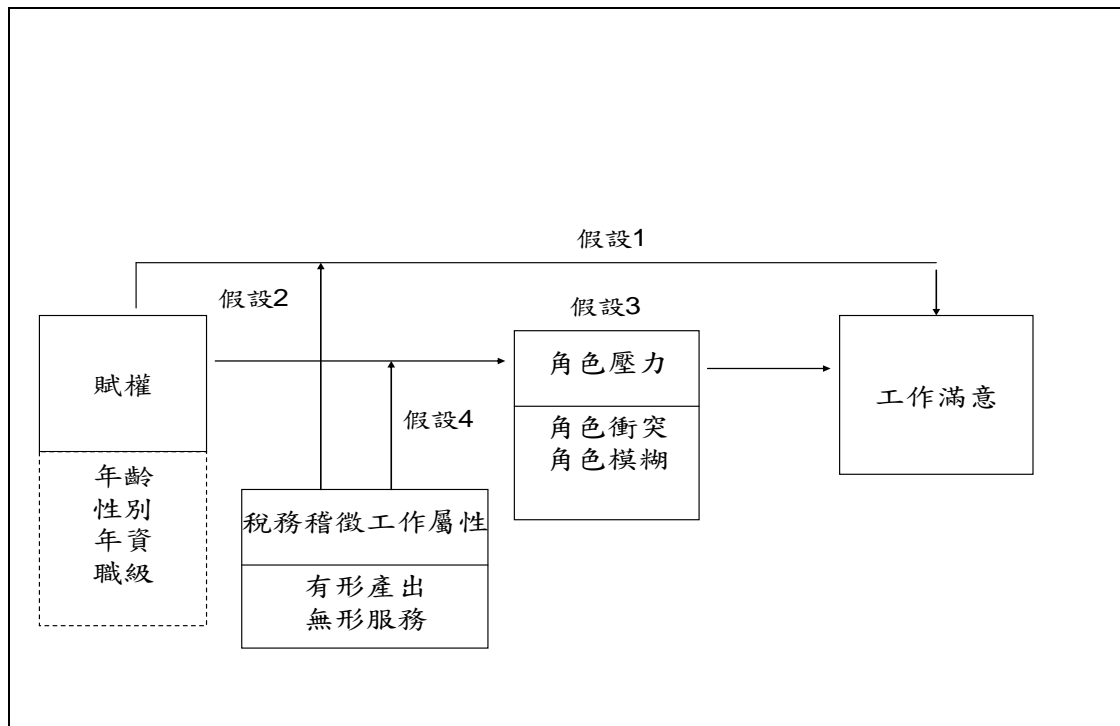 假設1
假設2
假設3
賦權
角色壓力
工作滿意
假設4
角色衝突
角色模糊
年齡
性別
年資
職級
稅務稽徵工作屬性
有形產出
無形服務